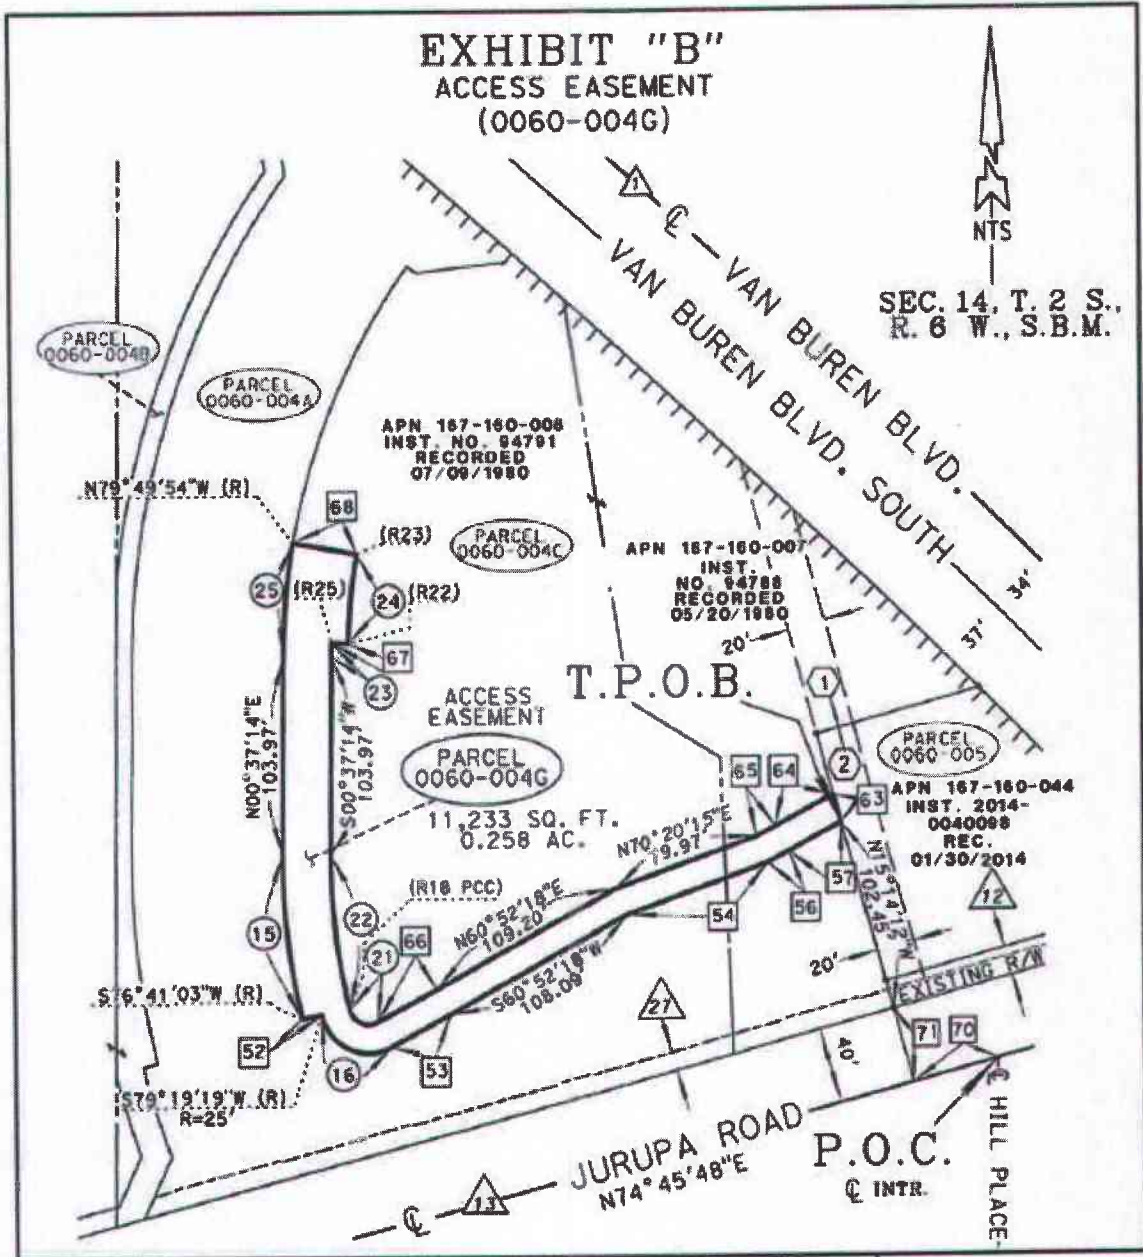 EXHIBIT "B"
ACCESS EASEMENT
(0060-004G)
1
℄
VAN BUREN BLVD.
VAN BUREN BLVD. SOUTH
NTS
SEC. 14, T. 2 S.,
R. 6 W., S.B.M.
34'
37'
PARCEL
0060-004B
PARCEL
0060-004A
APN 167-160-006
INST. NO. 94791
RECORDED
07/09/1980
N79°49'54"W (R)
68
(R23)
PARCEL
0060-004C
APN 167-160-007
INST.
NO. 94788
RECORDED
05/20/1980
25
(R25)
24
(R22)
67
23
20'
T.P.O.B.
1
2
N00°37'14"E
103.97'
S00°37'14"W
103.97'
ACCESS
EASEMENT
PARCEL
0060-004G
11,233 SQ. FT.
0.258 AC.
PARCEL
0060-005
65
64
63
APN 167-160-044
INST. 2014-
0040098
REC.
01/30/2014
N70°20'15"E
79.97'
N15°14'12"W
102.45'
12
(R18 PCC)
22
21
66
N60°52'18"E
109.20'
S60°52'18"W
108.09'
54
56
57
15
S76°41'03"W (R)
52
16
53
S79°19'19"W (R)
R=25'
27
20'
EXISTING R/W
40'
71
70
JURUPA ROAD
N74°45'48"E
P.O.C.
℄ INTR.
℄ HILL PLACE
℄
13